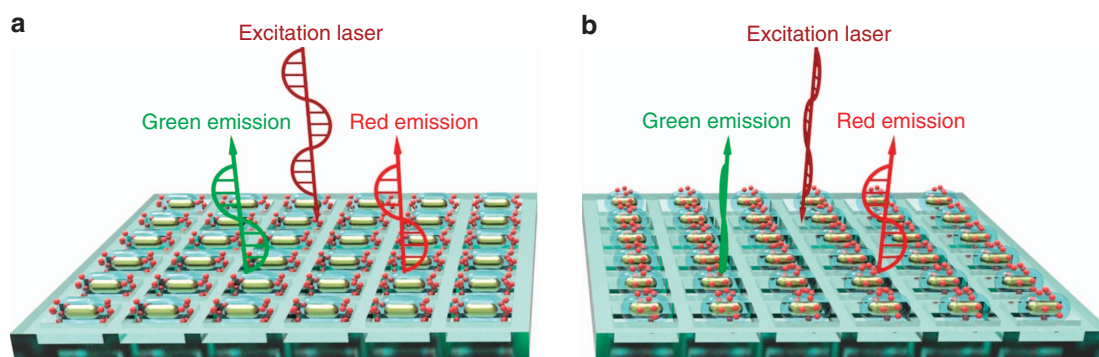 a
Excitation laser
Green emission
Red emission
b
Excitation laser
Green emission
Red emission